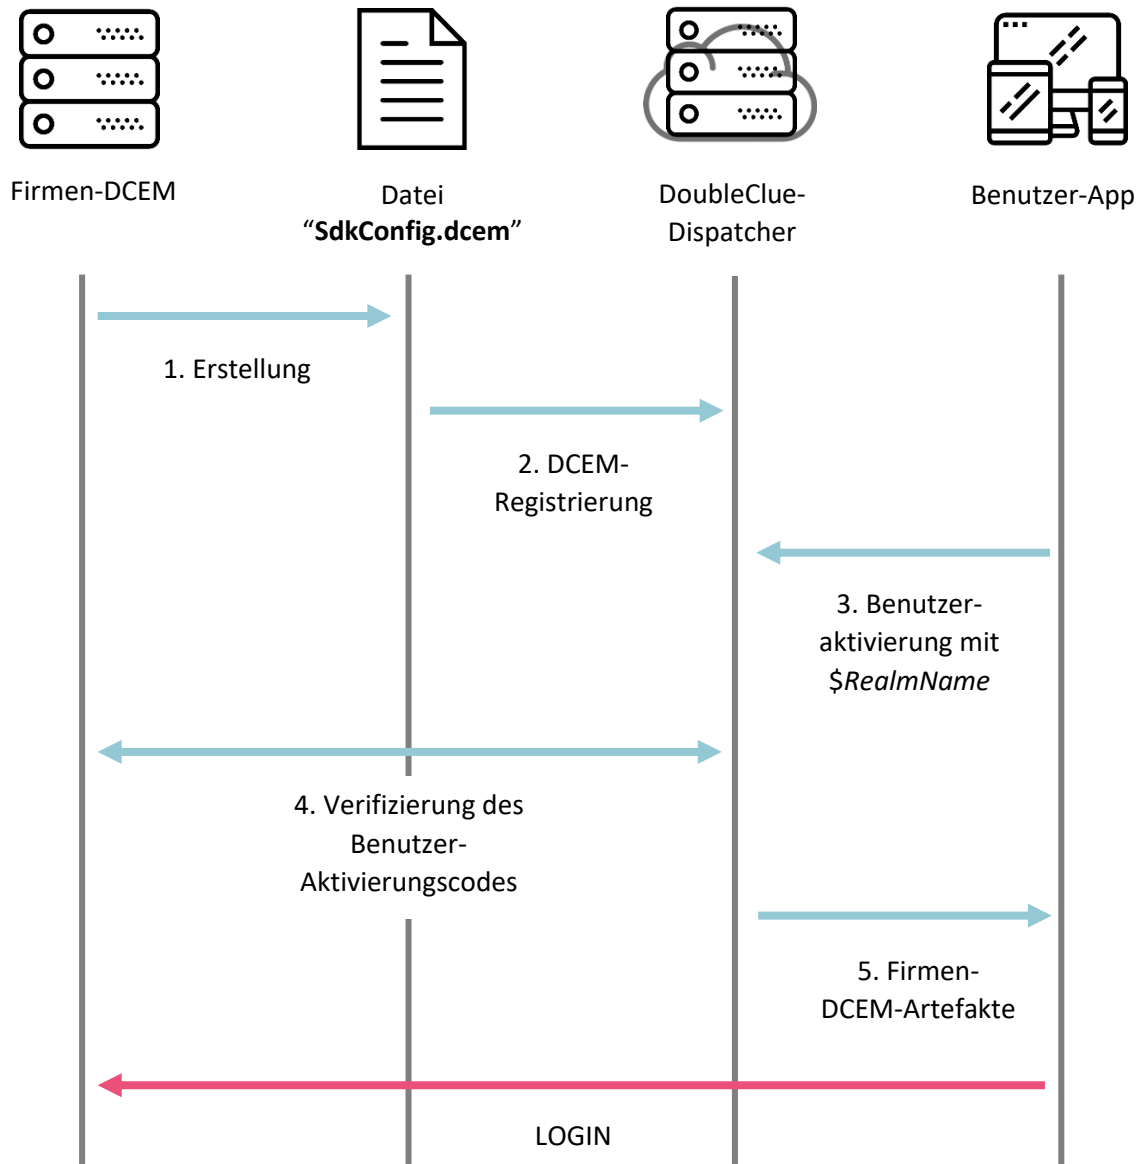 Firmen-DCEM
Datei
“SdkConfig.dcem”
DoubleClue-
Dispatcher
Benutzer-App
1. Erstellung
2. DCEM-
Registrierung
3. Benutzer-
aktivierung mit
$RealmName
4. Verifizierung des
Benutzer-
Aktivierungscodes
5. Firmen-
DCEM-Artefakte
LOGIN